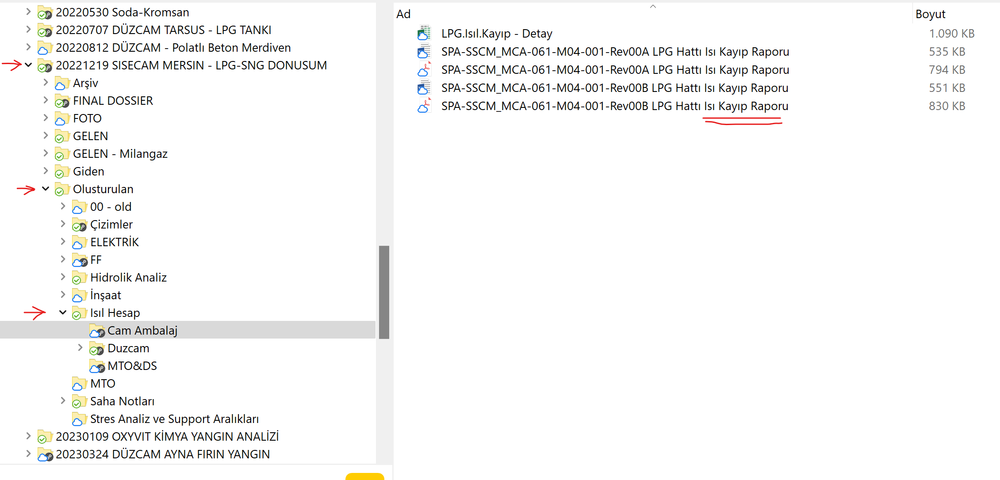 20220530 Soda-Kromsan
20220707 DÜZCAM TARSUS - LPG TANKI
20220812 DÜZCAM - Polatlı Beton Merdiven
20221219 SISECAM MERSIN - LPG-SNG DONUSUM
Arşiv
FINAL DOSSIER
FOTO
GELEN
GELEN - Milangaz
Giden
Olusturulan
00 - old
Çizimler
ELEKTRİK
FF
Hidrolik Analiz
İnşaat
Isıl Hesap
Cam Ambalaj
Duzcam
MTO&DS
MTO
Saha Notları
Stres Analiz ve Support Aralıkları
20230109 OXYVIT KİMYA YANGIN ANALİZİ
20230324 DÜZCAM AYNA FIRIN YANGIN
Ad Boyut
LPG.Isıl.Kayıp - Detay 1.090 KB
SPA-SSCM_MCA-061-M04-001-Rev00A LPG Hattı Isı Kayıp Raporu 535 KB
SPA-SSCM_MCA-061-M04-001-Rev00A LPG Hattı Isı Kayıp Raporu 794 KB
SPA-SSCM_MCA-061-M04-001-Rev00B LPG Hattı Isı Kayıp Raporu 551 KB
SPA-SSCM_MCA-061-M04-001-Rev00B LPG Hattı Isı Kayıp Raporu 830 KB